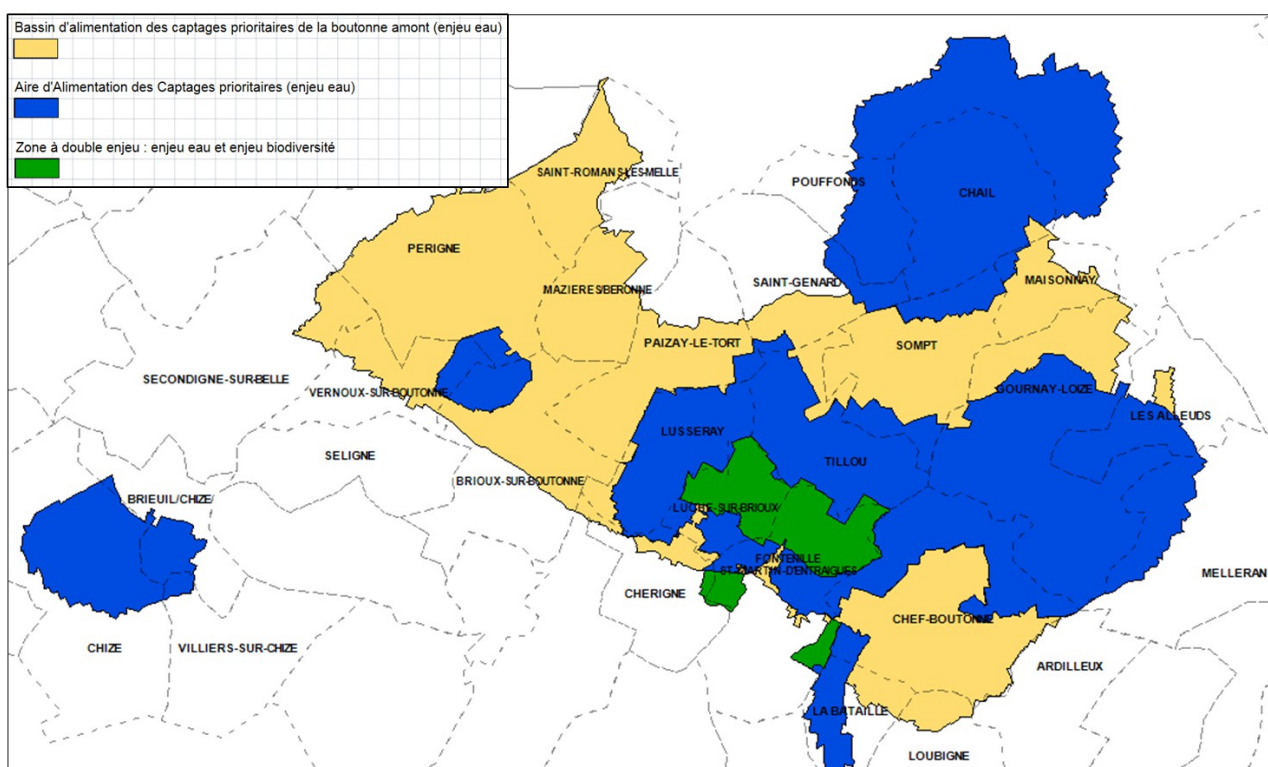 Bassin d'alimentation des captages prioritaires de la boutonne amont (enjeu eau)
Aire d'Alimentation des Captages prioritaires (enjeu eau)
Zone à double enjeu : enjeu eau et enjeu biodiversité
SAINT-ROMANS-LES-MELLE
POUFFONDS
CHAIL
PERIGNE
MAZIERES/BERONNE
SAINT-GENARD
MAISONNAY
PAIZAY-LE-TORT
SOMPT
SECONDIGNE-SUR-BELLE
VERNOUX-SUR-BOUTONNE
GOURNAY-LOIZE
LES ALLEUDS
LUSSERAY
SELIGNE
TILLOU
BRIOUX-SUR-BOUTONNE
BRIEUIL/CHIZE
LUCHE-SUR-BRIOUX
FONTENILLE
ST-MARTIN-D'ENTRAIGUES
MELLERAN
CHERIGNE
CHEF-BOUTONNE
CHIZE
VILLIERS-SUR-CHIZE
ARDILLEUX
LA BATAILLE
LOUBIGNE